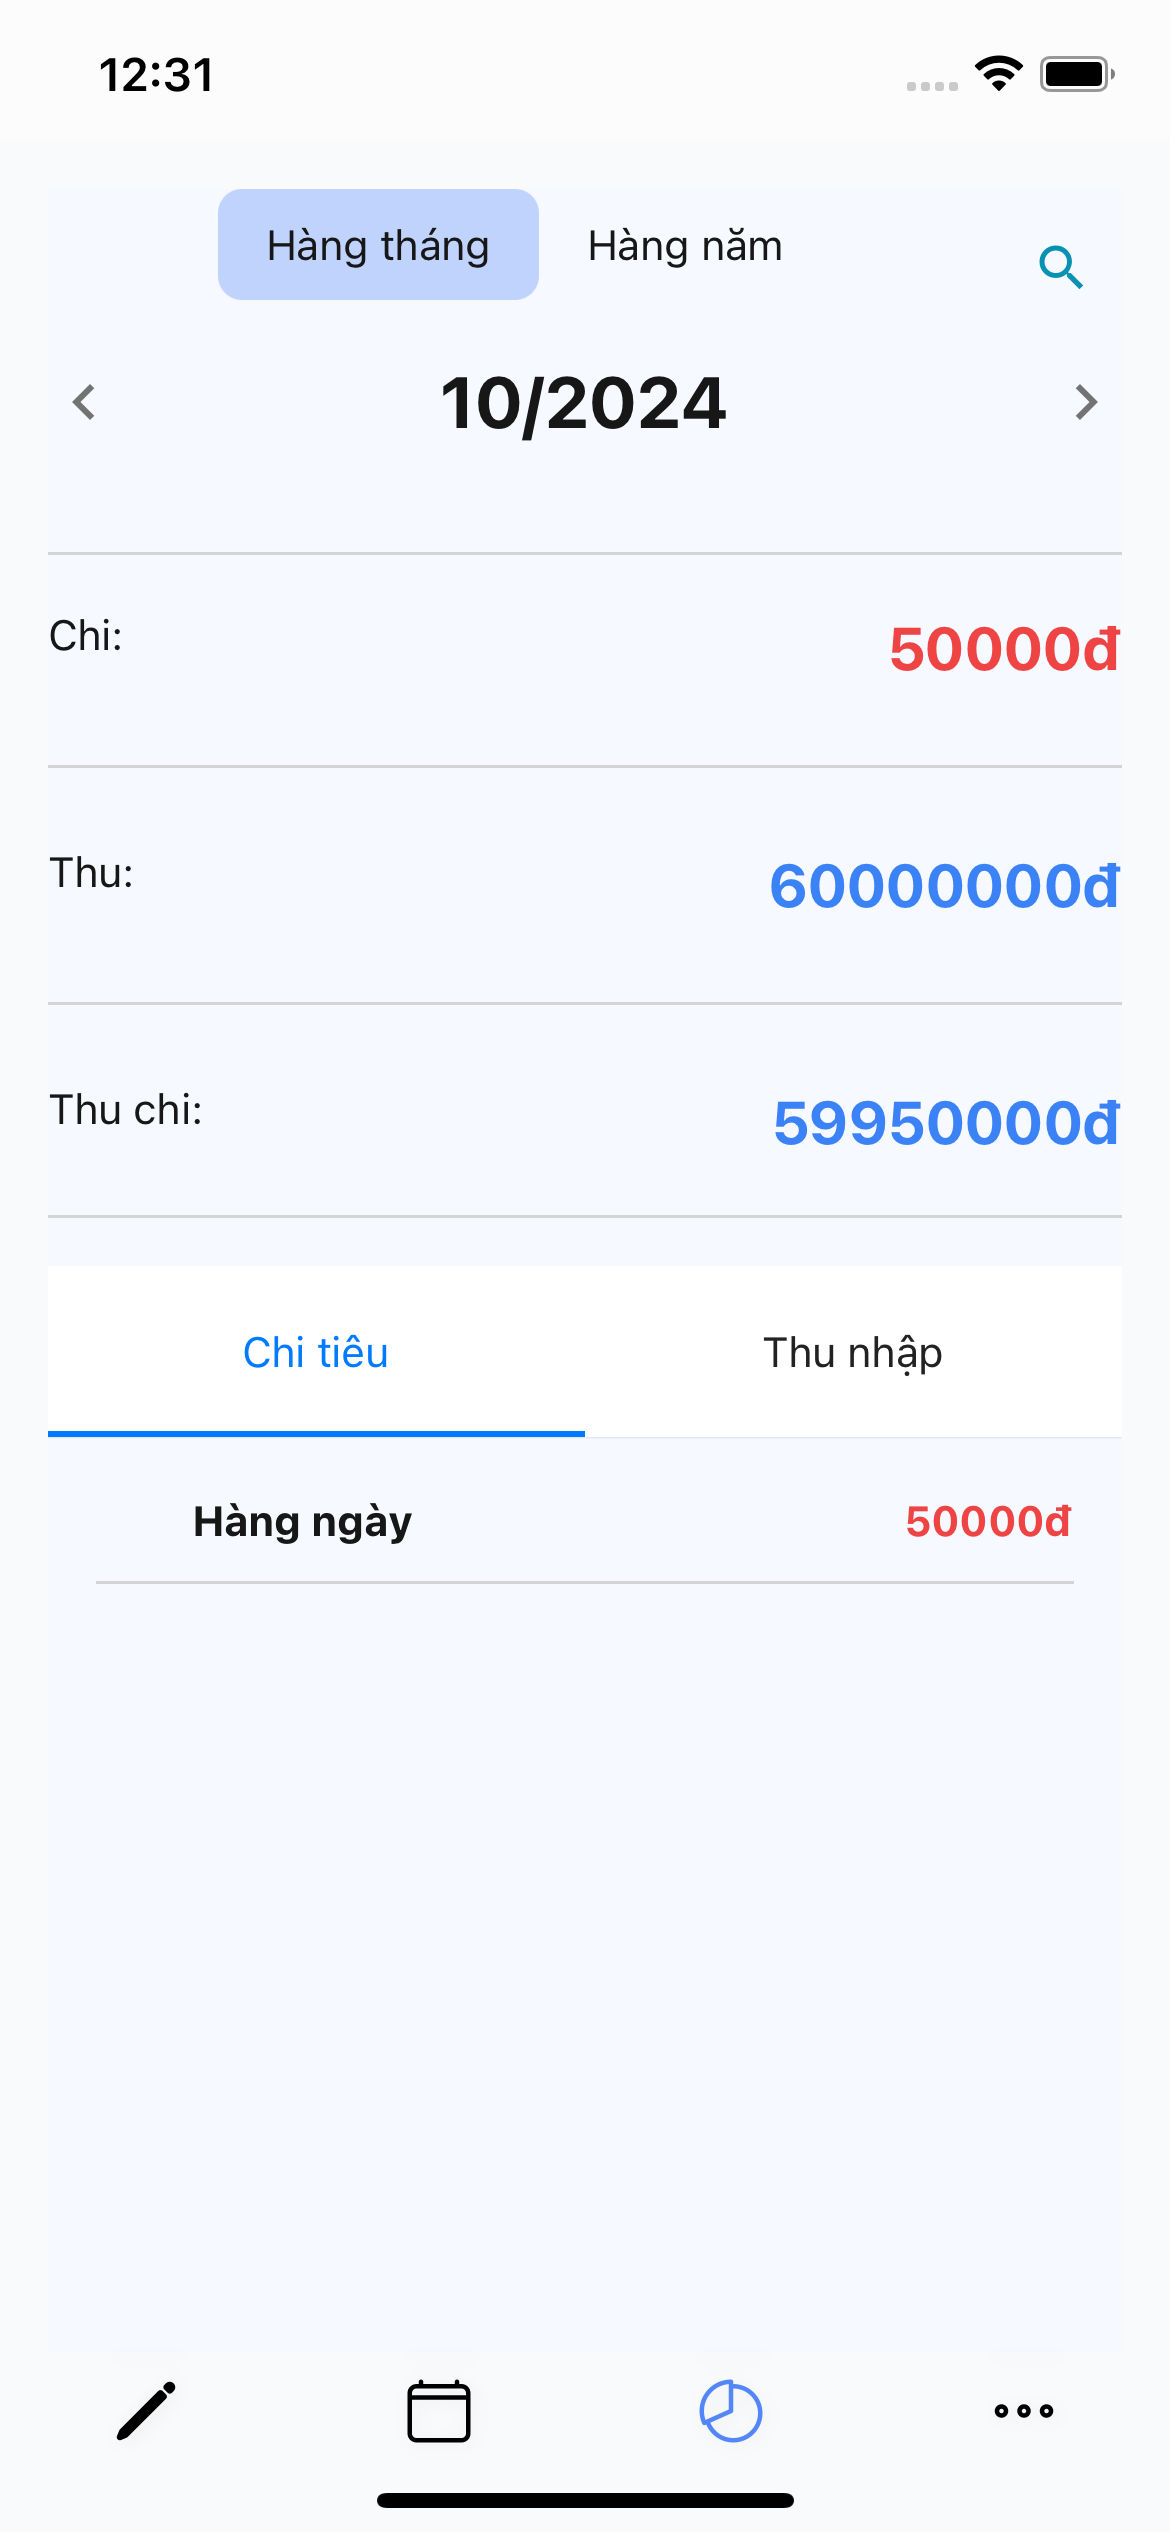 12:31
Hàng tháng Hàng năm
10/2024
Chi: 50000đ
Thu: 60000000đ
Thu chi: 59950000đ
Chi tiêu Thu nhập
Hàng ngày 50000đ